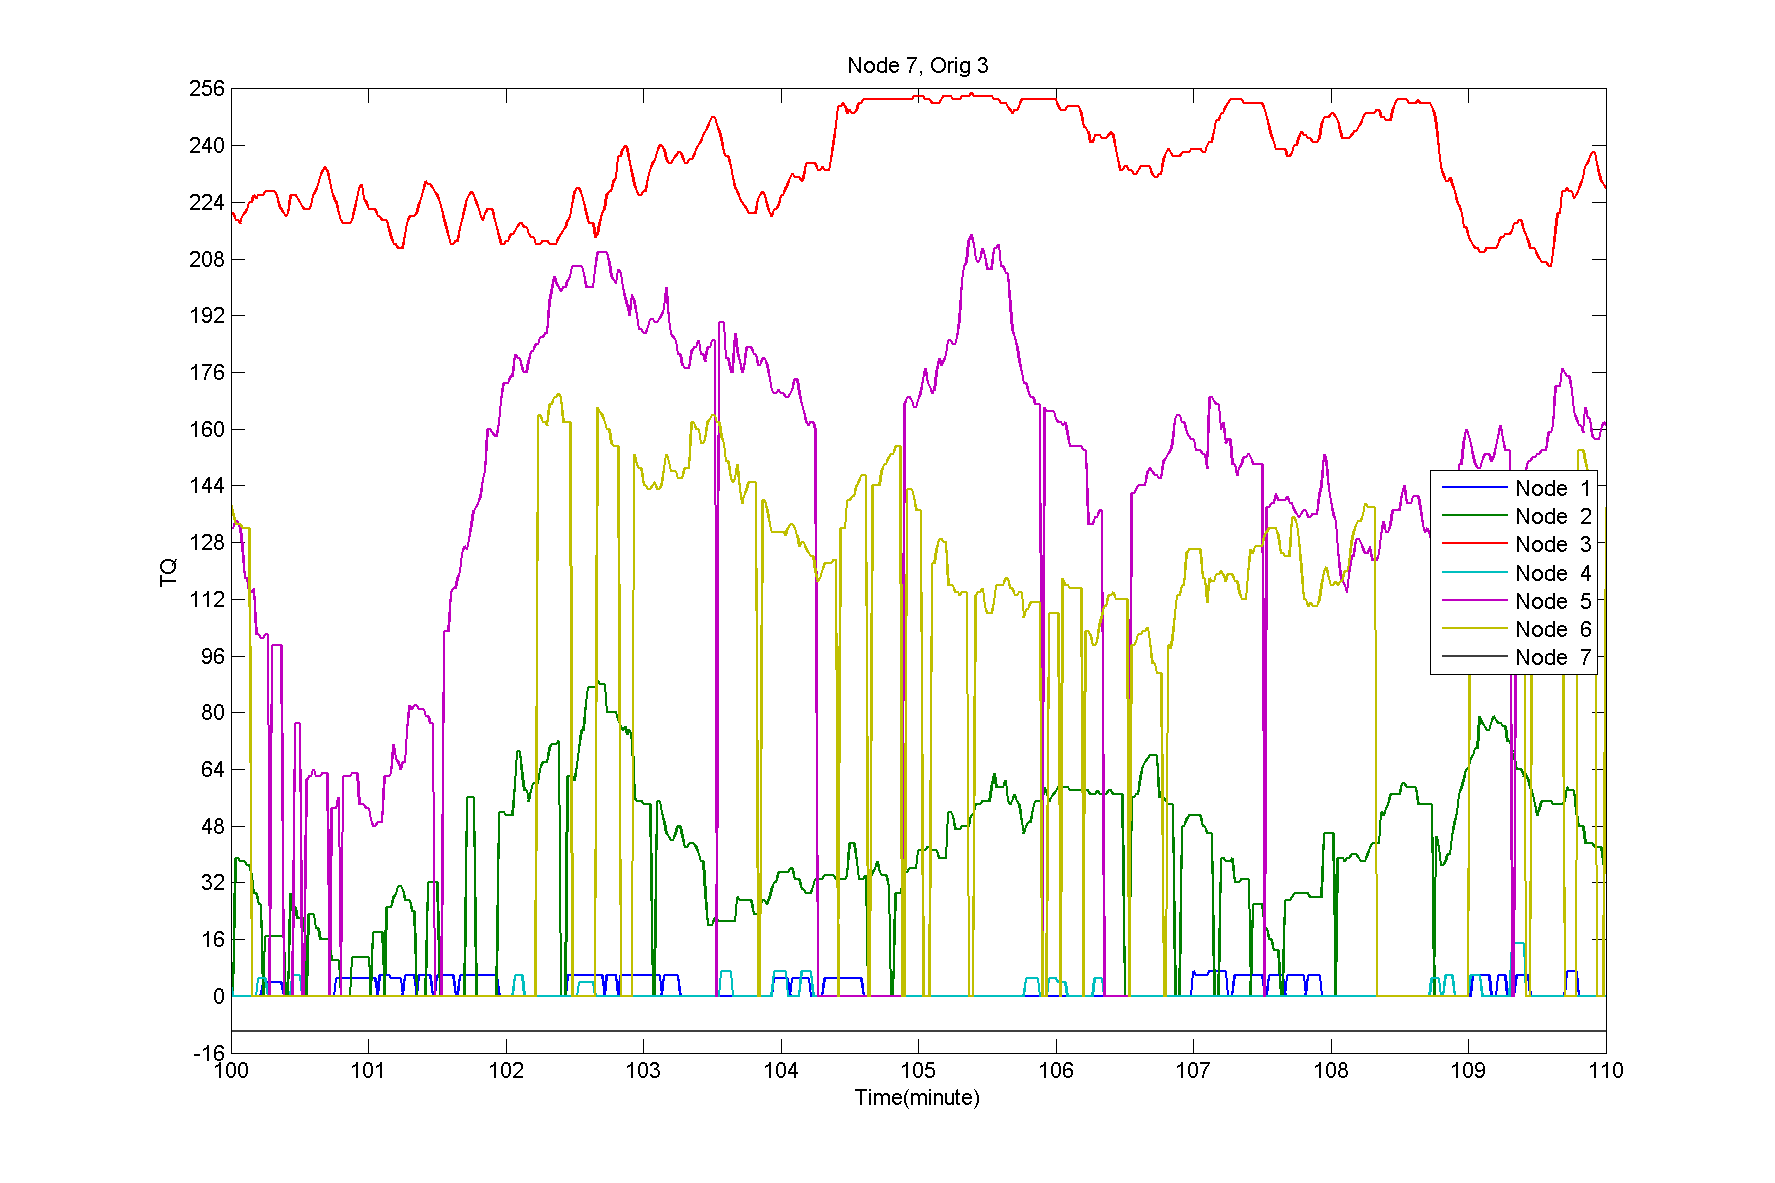 Node 7, Orig 3
256
240
224
208
192
176
160
144
128
112
96
80
64
48
32
16
0
-16
TQ
100 101 102 103 104 105 106 107 108 109 110
Time(minute)
Node 1
Node 2
Node 3
Node 4
Node 5
Node 6
Node 7